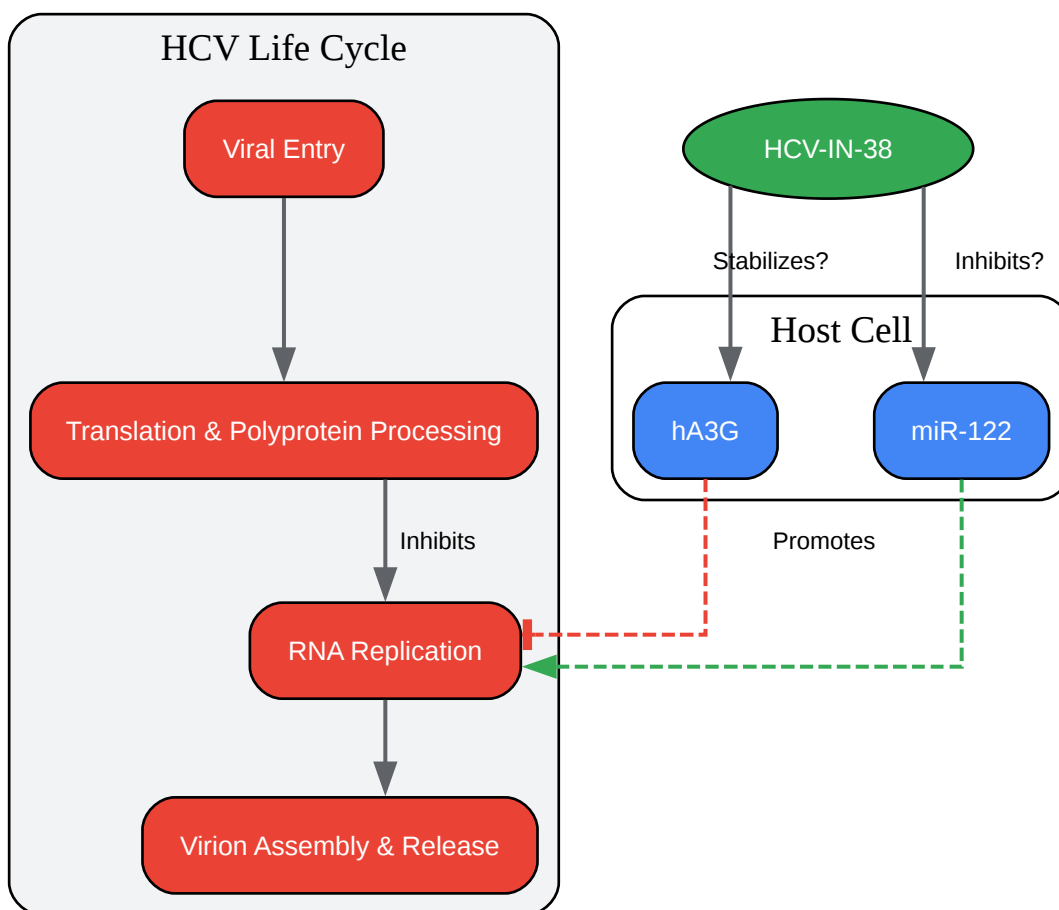 HCV Life Cycle
Viral Entry
HCV-IN-38
Stabilizes?
Inhibits?
Host Cell
Translation & Polyprotein Processing
hA3G
miR-122
Inhibits
Promotes
RNA Replication
Virion Assembly & Release